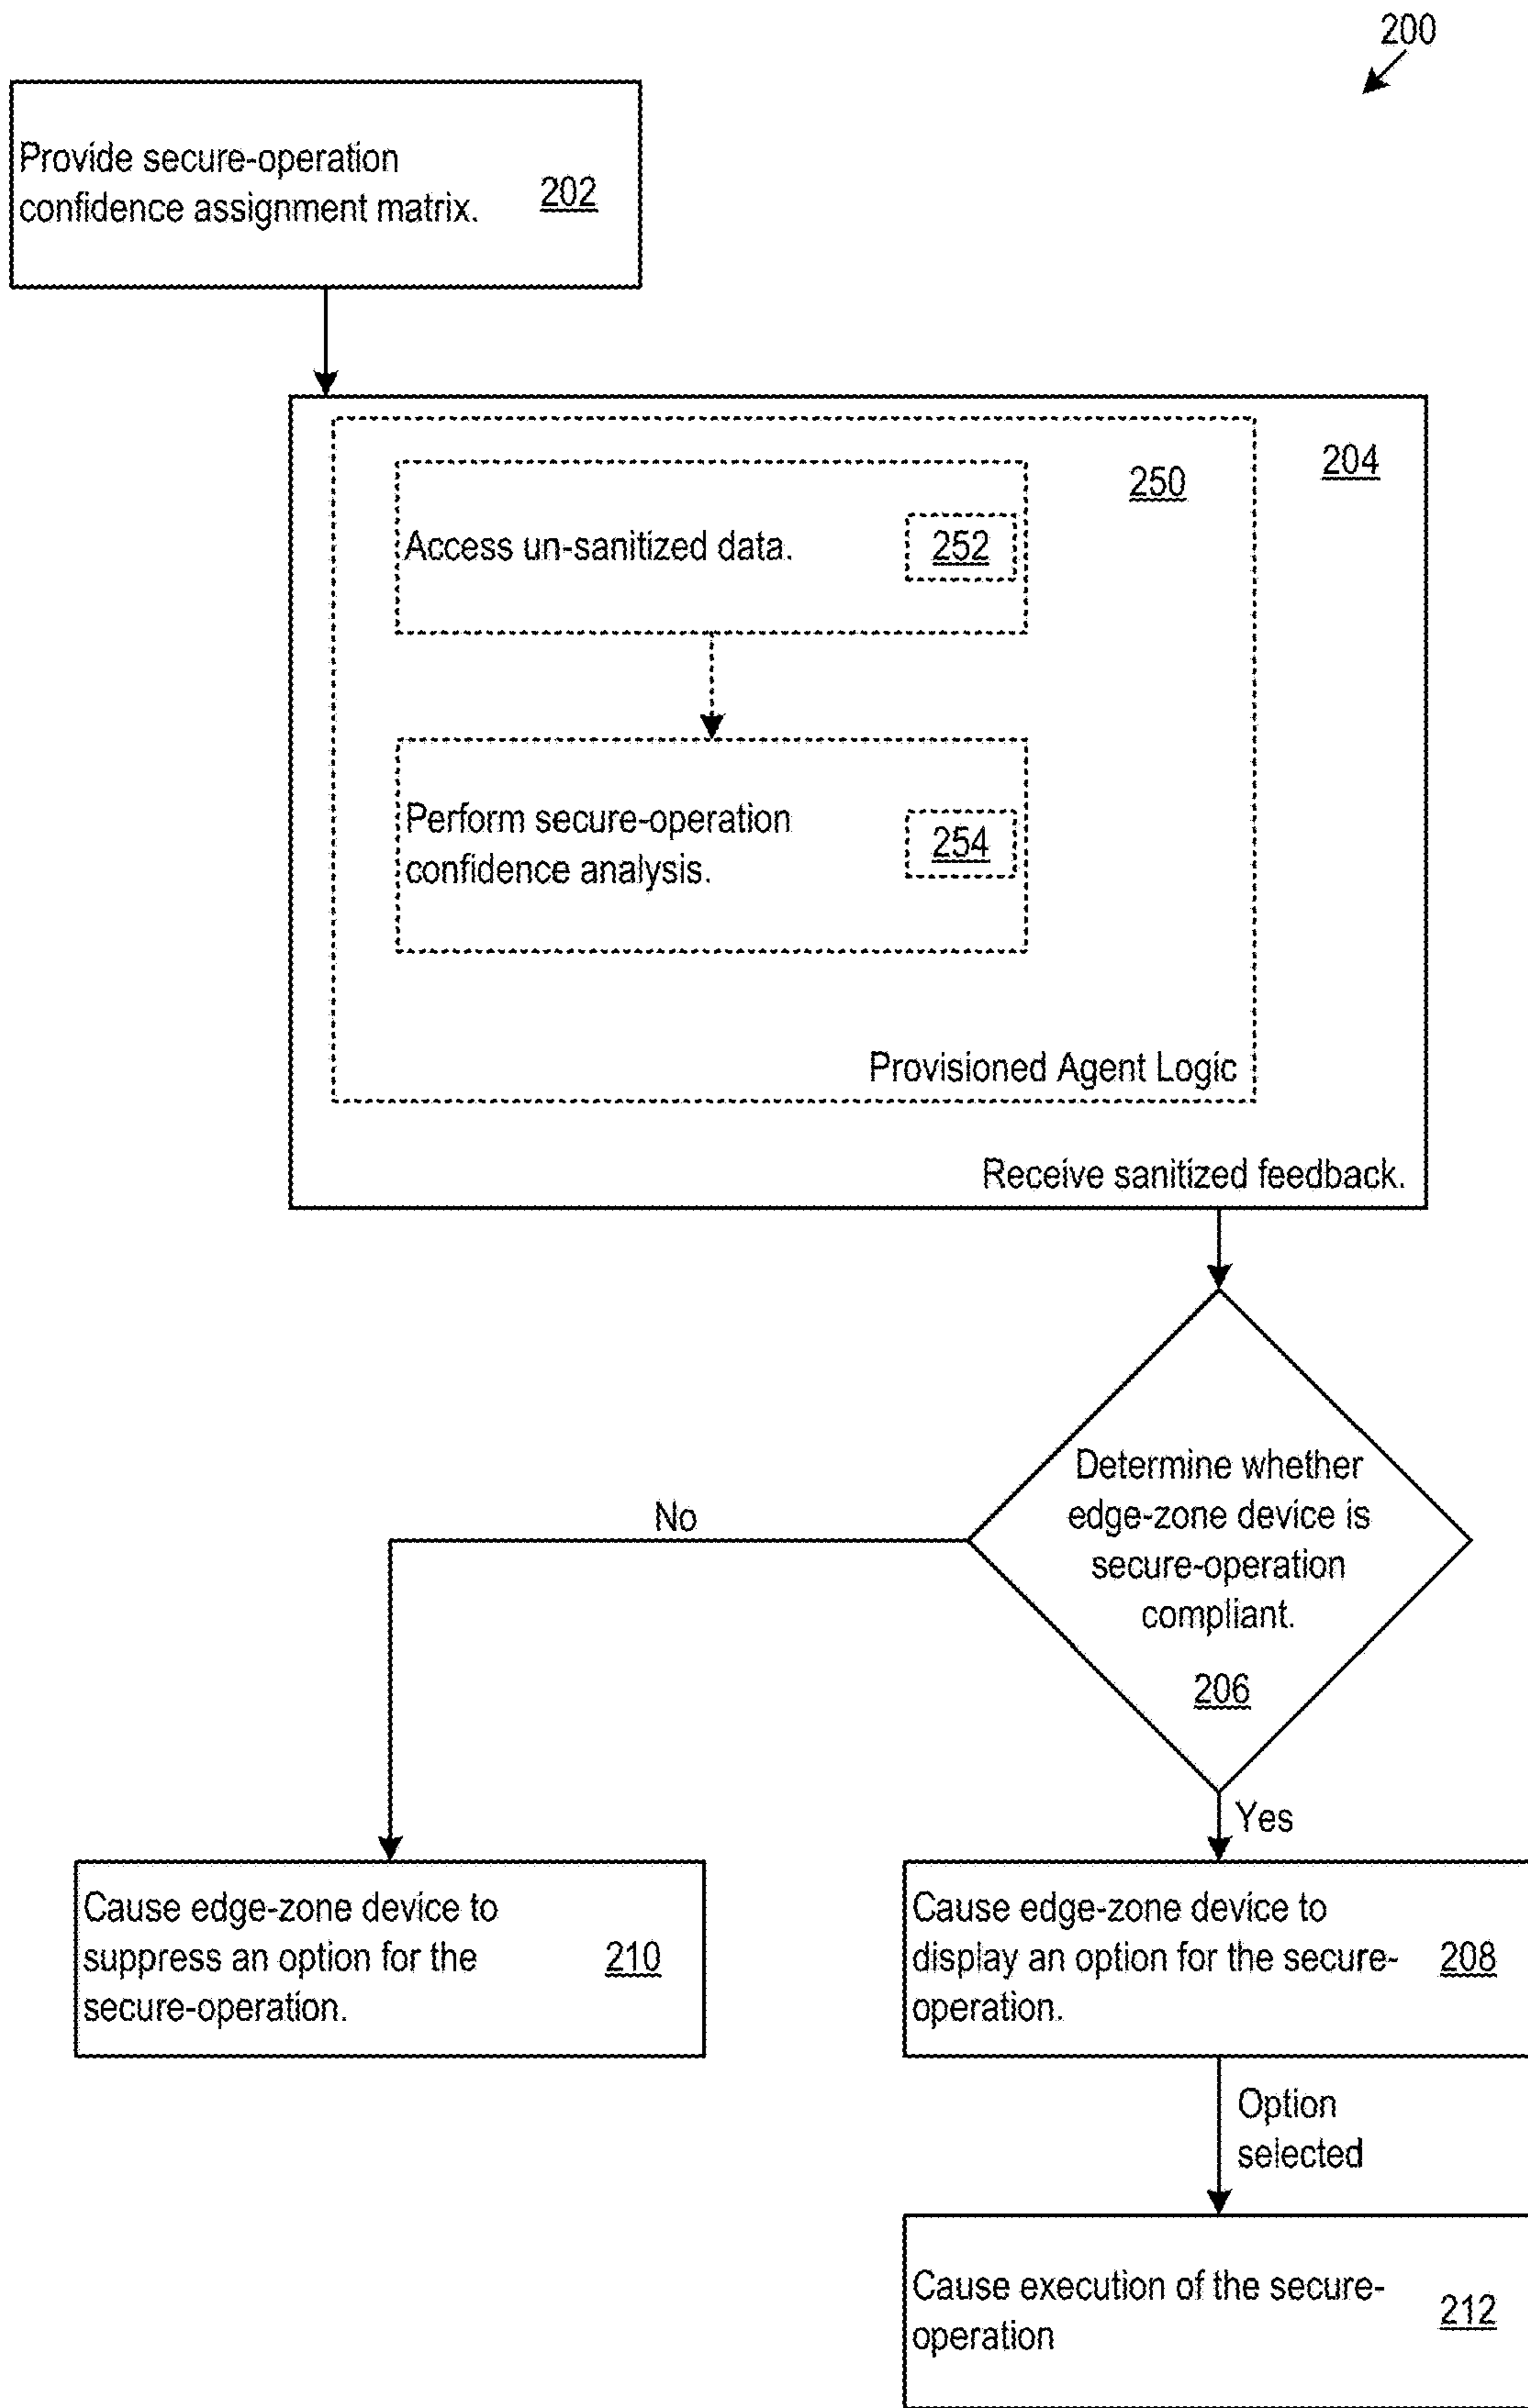 200
Provide secure-operation
confidence assignment matrix.
202
204
250
Access un-sanitized data.
252
Perform secure-operation
confidence analysis.
254
Provisioned Agent Logic
Receive sanitized feedback.
Determine whether
edge-zone device is
secure-operation
compliant.
206
No
Yes
Cause edge-zone device to
suppress an option for the
secure-operation.
210
Cause edge-zone device to
display an option for the secure-
operation.
208
Option
selected
Cause execution of the secure-
operation
212